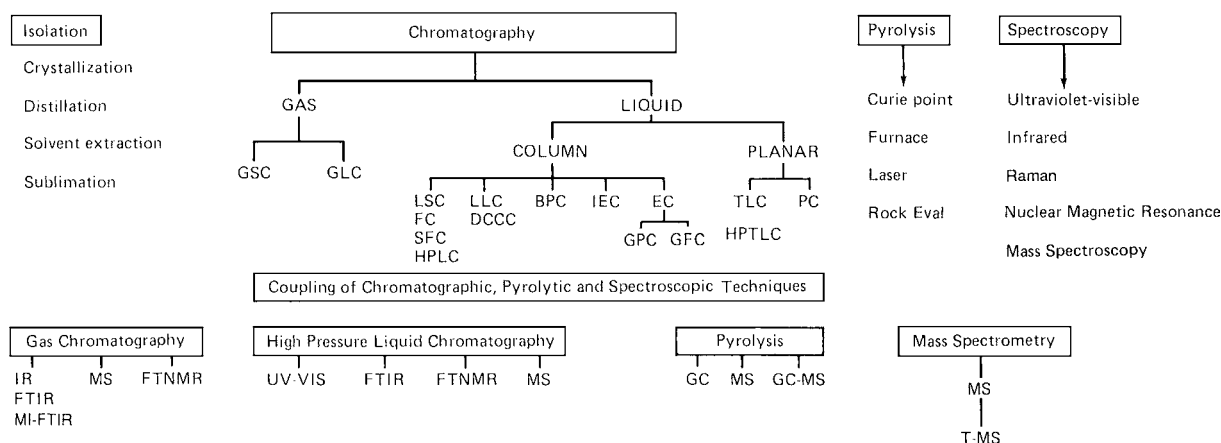 Isolation
Crystallization
Distillation
Solvent extraction
Sublimation
Chromatography
GAS
LIQUID
GSC GLC
COLUMN
PLANAR
LSC LLC BPC IEC EC
FC DCCC
SFC
HPLC
GPC GFC
TLC PC
HPTLC
Pyrolysis
Curie point
Furnace
Laser
Rock Eval
Spectroscopy
Ultraviolet-visible
Infrared
Raman
Nuclear Magnetic Resonance
Mass Spectroscopy
Coupling of Chromatographic, Pyrolytic and Spectroscopic Techniques
Gas Chromatography
IR MS FTNMR
FTIR
MI-FTIR
High Pressure Liquid Chromatography
UV-VIS FTIR FTNMR MS
Pyrolysis
GC MS GC-MS
Mass Spectrometry
MS
T-MS